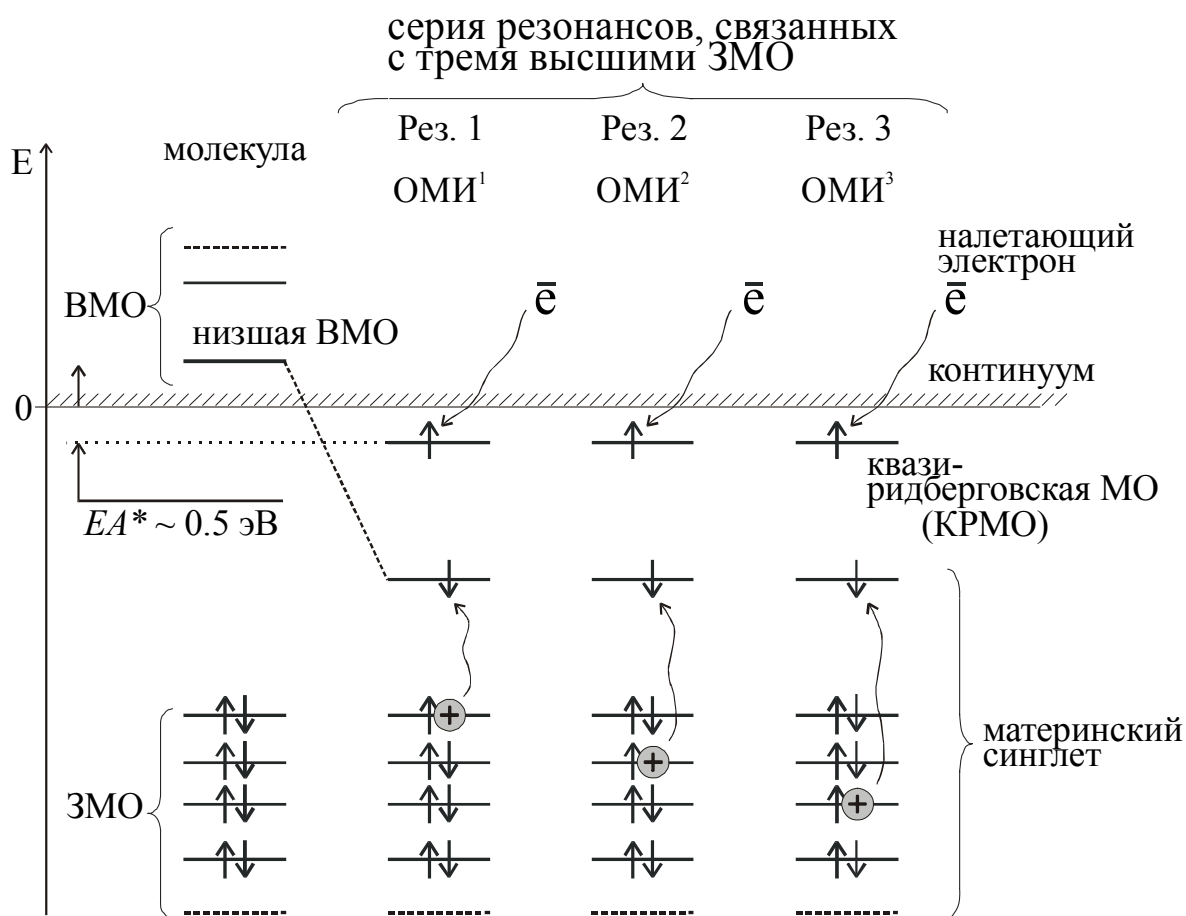 серия резонансов, связанных
с тремя высшими ЗМО
Рез. 1 Рез. 2 Рез. 3
молекула
E
ОМИ¹ ОМИ² ОМИ³
налетающий
электрон
ē ē ē
ВМО
низшая ВМО
континуум
0
квази-
ридберговская МО
(КРМО)
EA* ~ 0.5 эВ
+
+
+
материнский
синглет
ЗМО